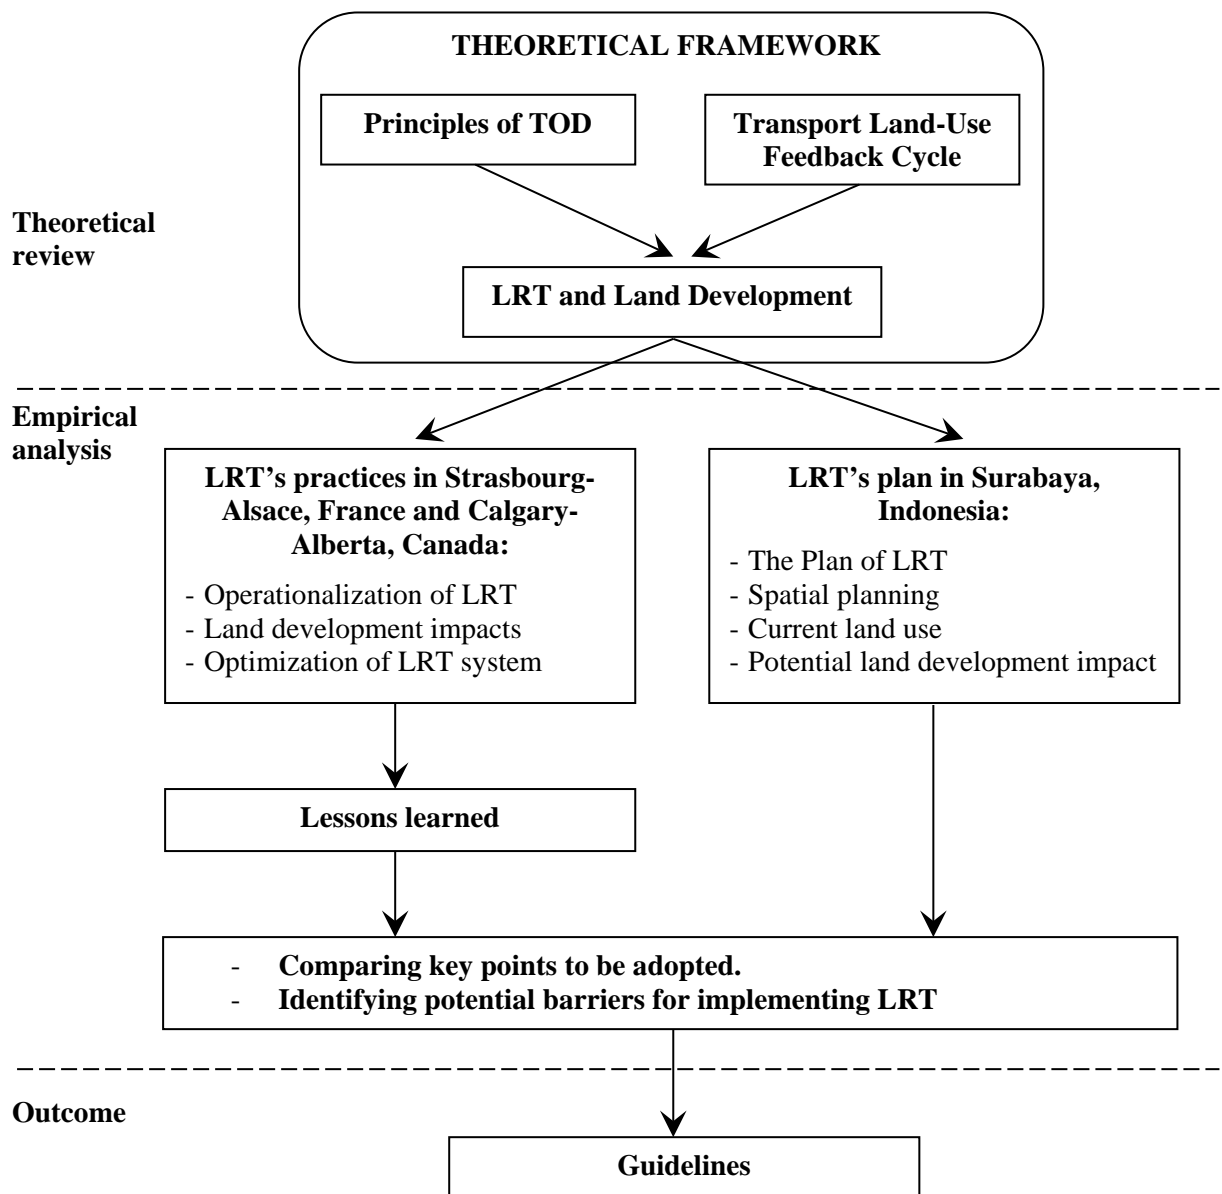 THEORETICAL FRAMEWORK
Principles of TOD
Transport Land-Use
Feedback Cycle
Theoretical
review
LRT and Land Development
Empirical
analysis
LRT’s practices in Strasbourg-
Alsace, France and Calgary-
Alberta, Canada:
- Operationalization of LRT
- Land development impacts
- Optimization of LRT system
LRT’s plan in Surabaya,
Indonesia:
- The Plan of LRT
- Spatial planning
- Current land use
- Potential land development impact
Lessons learned
- Comparing key points to be adopted.
- Identifying potential barriers for implementing LRT
Outcome
Guidelines